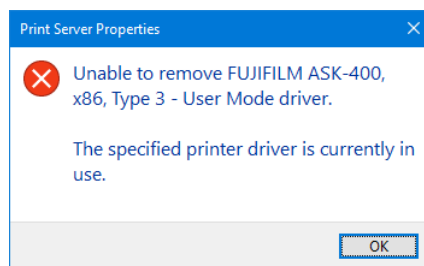 Print Server Properties
Unable to remove FUJIFILM ASK-400,
x86, Type 3 - User Mode driver.
The specified printer driver is currently in
use.
OK